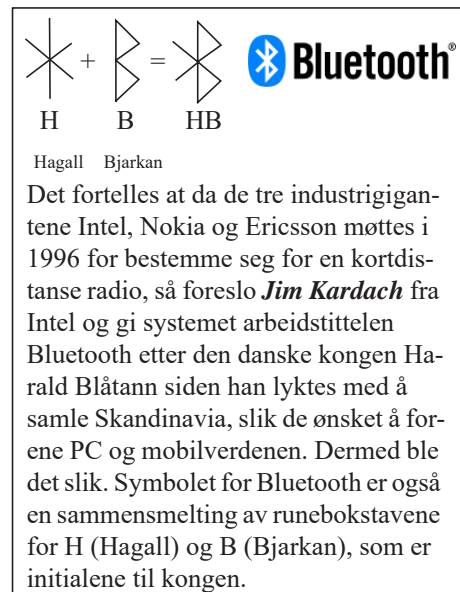 + =
H B HB
Bluetooth®
Hagall Bjarkan
Det fortelles at da de tre industrigigan-
tene Intel, Nokia og Ericsson møttes i
1996 for bestemme seg for en kortdis-
tanse radio, så foreslo Jim Kardach fra
Intel og gi systemet arbeidstittelen
Bluetooth etter den danske kongen Ha-
rald Blåtann siden han lyktes med å
samle Skandinavia, slik de ønsket å for-
ene PC og mobilverdenen. Dermed ble
det slik. Symbolet for Bluetooth er også
en sammensmelting av runebokstavene
for H (Hagall) og B (Bjarkan), som er
initialene til kongen.